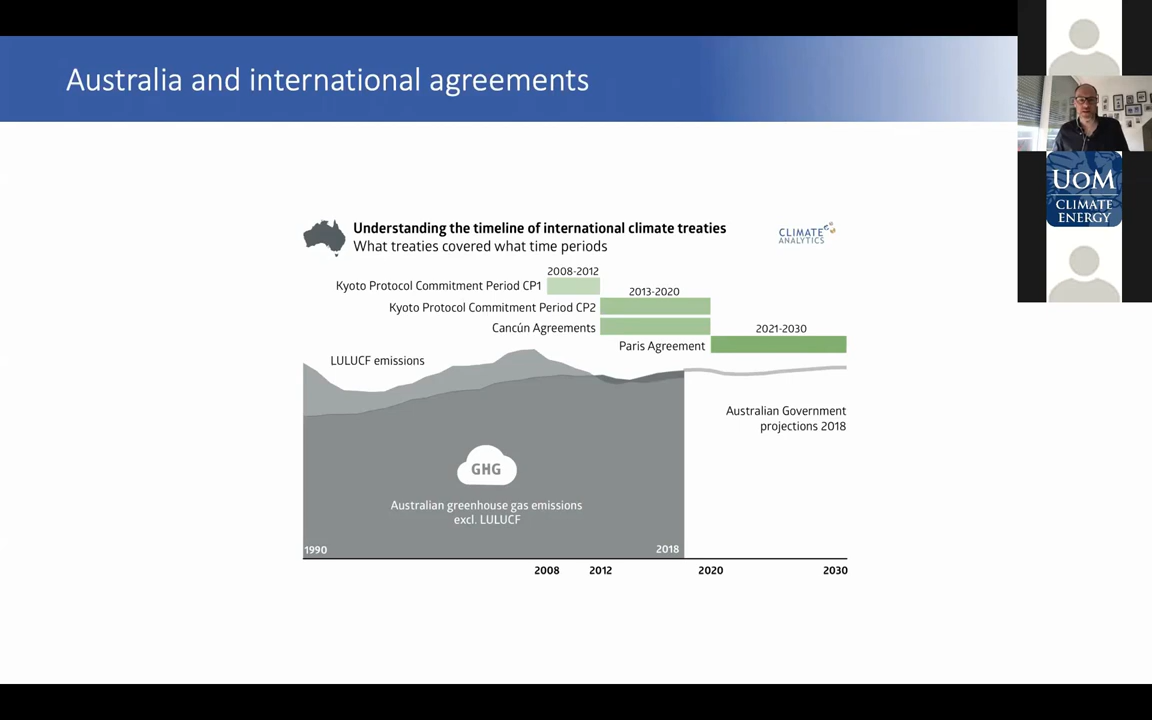 Australia and international agreements
Understanding the timeline of international climate treaties
What treaties covered what time periods
CLIMATE
ANALYTICS
2008-2012
Kyoto Protocol Commitment Period CP1
2013-2020
Kyoto Protocol Commitment Period CP2
Cancún Agreements
2021-2030
Paris Agreement
LULUCF emissions
Australian Government
projections 2018
GHG
Australian greenhouse gas emissions
excl. LULUCF
1990
2018
2008
2012
2020
2030
UOM
CLIMATE
ENERGY